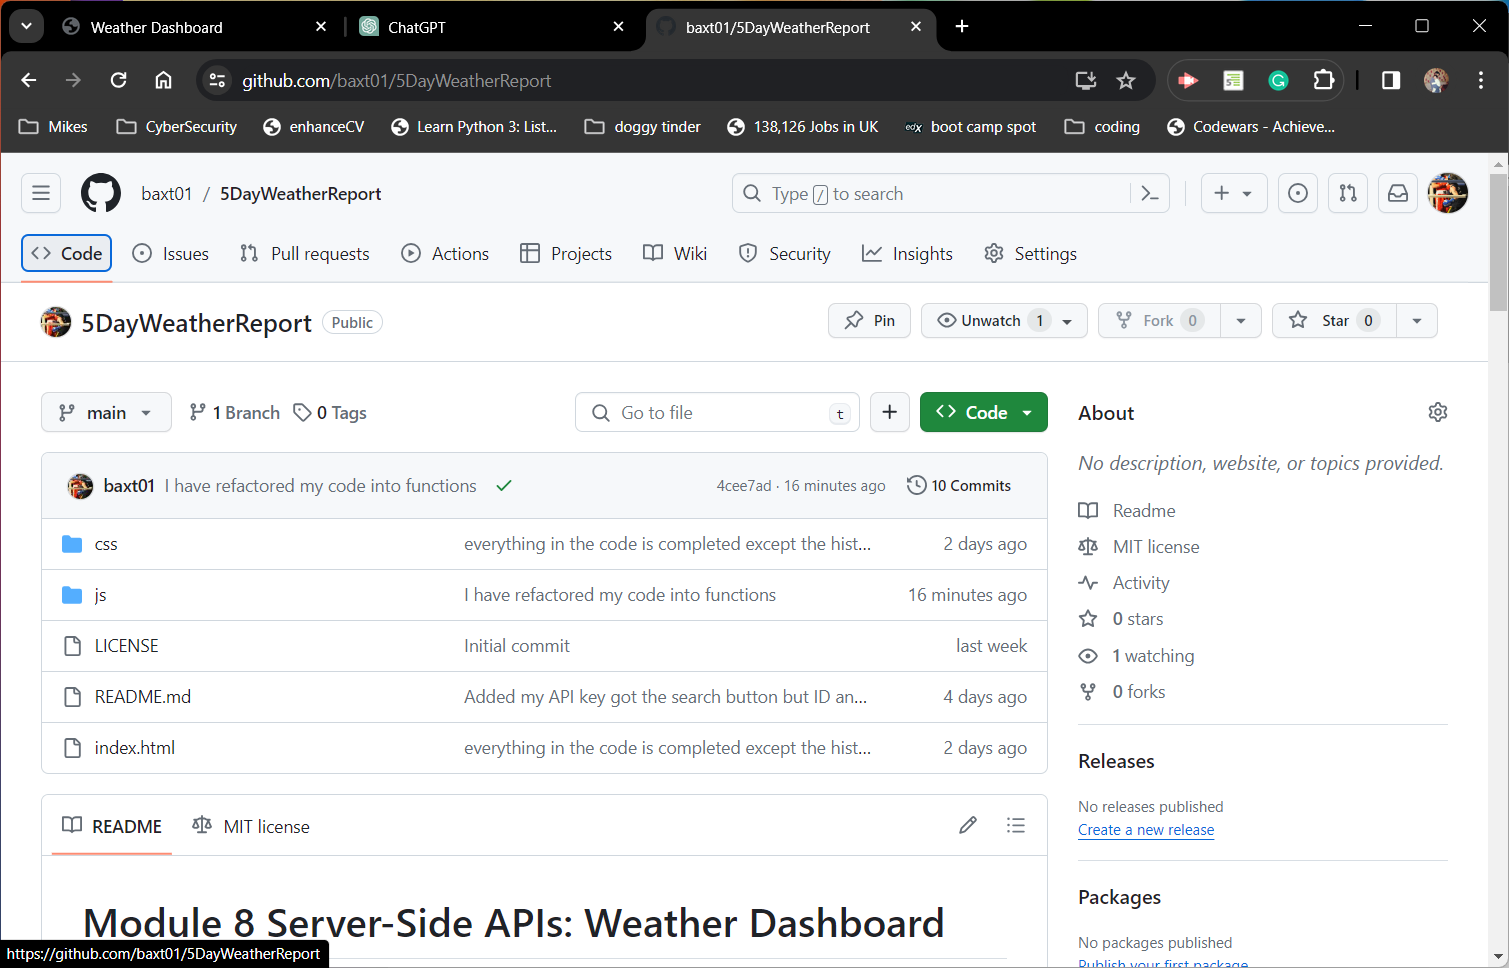 Weather Dashboard
ChatGPT
baxt01/5DayWeatherReport
github.com/baxt01/5DayWeatherReport
Mikes
CyberSecurity
enhanceCV
Learn Python 3: List...
doggy tinder
138,126 Jobs in UK
edX boot camp spot
coding
Codewars - Achieve...
baxt01 / 5DayWeatherReport
Type / to search
Code
Issues
Pull requests
Actions
Projects
Wiki
Security
Insights
Settings
5DayWeatherReport Public
Pin
Unwatch 1
Fork 0
Star 0
main
1 Branch
0 Tags
Go to file t
Code
baxt01 I have refactored my code into functions
4cee7ad · 16 minutes ago
10 Commits
css everything in the code is completed except the hist... 2 days ago
js I have refactored my code into functions 16 minutes ago
LICENSE Initial commit last week
README.md Added my API key got the search button but ID an... 4 days ago
index.html everything in the code is completed except the hist... 2 days ago
README
MIT license
Module 8 Server-Side APIs: Weather Dashboard
About
No description, website, or topics provided.
Readme
MIT license
Activity
0 stars
1 watching
0 forks
Releases
No releases published
Create a new release
Packages
No packages published
Publish your first package
https://github.com/baxt01/5DayWeatherReport